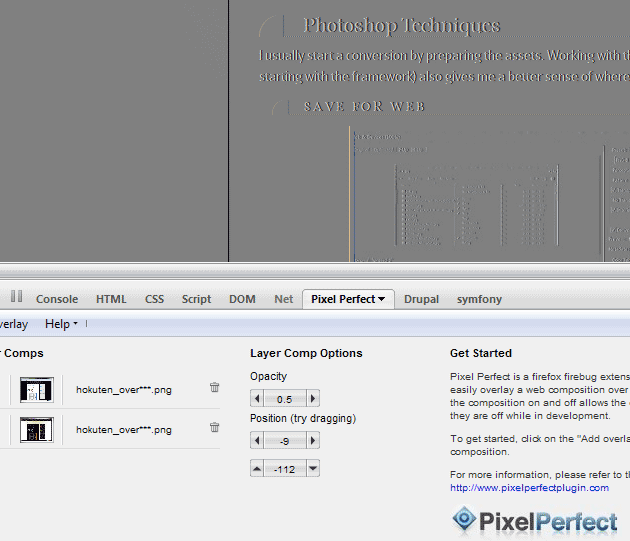 Photoshop Techniques
I usually start a conversion by preparing the assets. Working with th
starting with the framework) also gives me a better sense of where
SAVE FOR WEB
Console HTML CSS Script DOM Net Pixel Perfect Drupal symfony
verlay Help
r Comps
hokuten_over***.png
hokuten_over***.png
Layer Comp Options
Opacity
0.5
Position (try dragging)
-9
-112
Get Started
Pixel Perfect is a firefox firebug extens
easily overlay a web composition over
the composition on and off allows the
they are off while in development.
To get started, click on the "Add overla
composition.
For more information, please refer to th
http://www.pixelperfectplugin.com
PixelPerfect